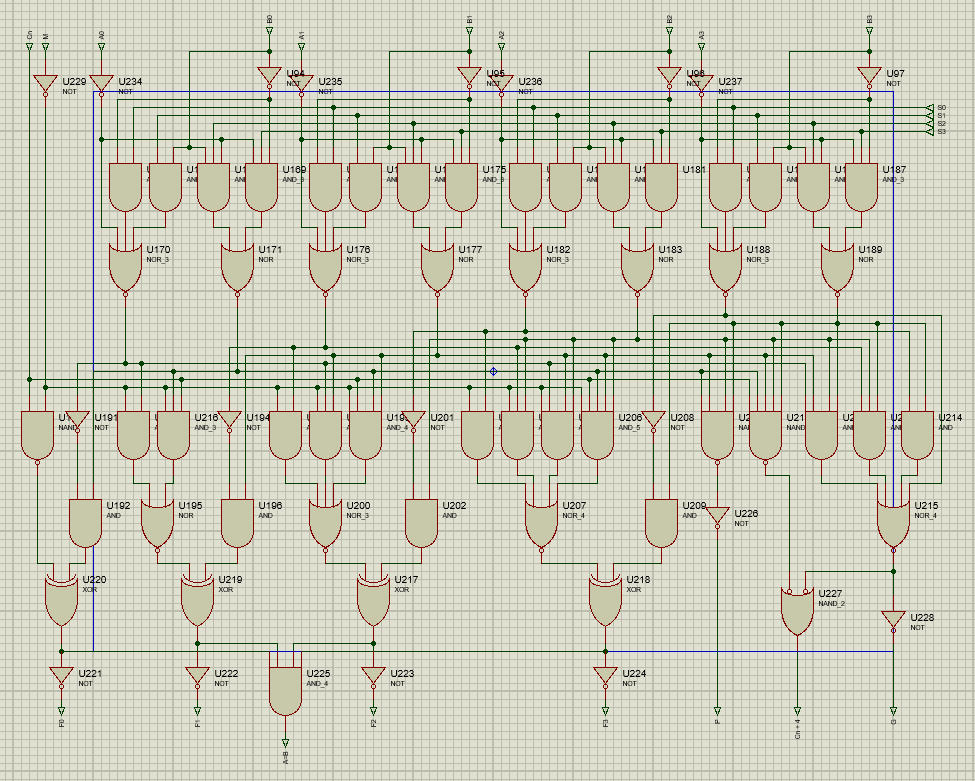 Cn
M
A0
B0
A1
B1
A2
B2
A3
B3
U229
NOT
U234
NOT
U94
NOT
U235
NOT
U95
NOT
U236
NOT
U96
NOT
U237
NOT
U97
NOT
S0
S1
S2
S3
U169
AND_3
U175
AND_3
U181
U187
AND_3
U170
NOR_3
U171
NOR
U176
NOR_3
U177
NOR
U182
NOR_3
U183
NOR
U188
NOR_3
U189
NOR
NAND
U191
NOT
U216
AND_3
U194
NOT
AND_4
U201
NOT
U206
AND_5
U208
NOT
NAND
U214
AND
U192
AND
U195
NOR
U196
AND
U200
NOR_3
U202
AND
U207
NOR_4
U209
AND
U226
NOT
U215
NOR_4
U220
XOR
U219
XOR
U217
XOR
U218
XOR
U227
NAND_2
U228
NOT
U221
NOT
U222
NOT
U225
AND_4
U223
NOT
U224
NOT
F0
F1
A=B
F2
F3
P
Cn+4
G